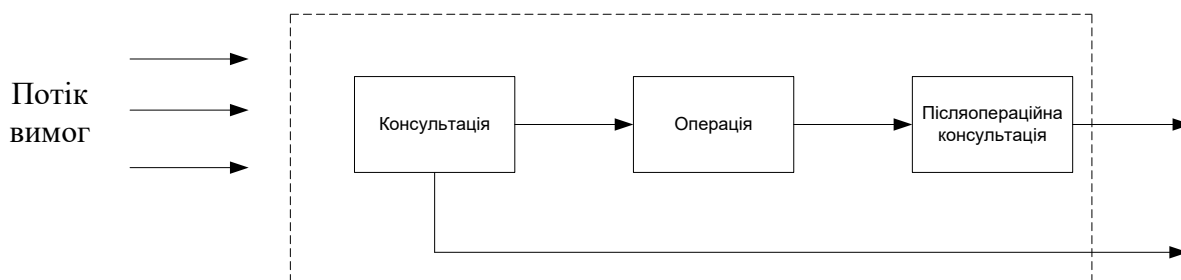 Потік
вимог
Консультація
Операція
Післяопераційна
консультація